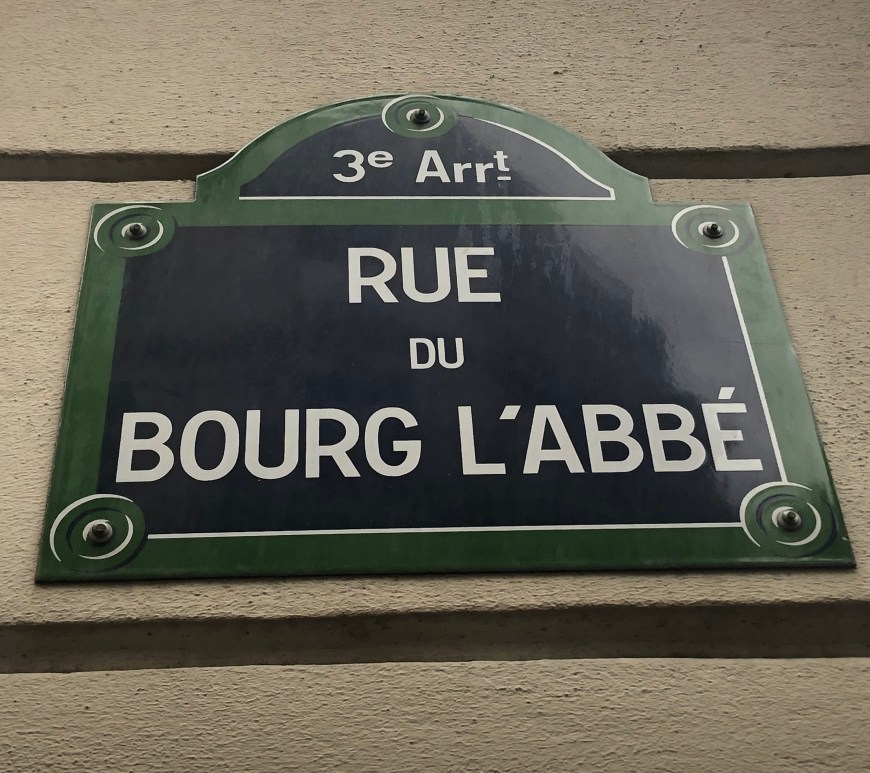 3e Arrt
RUE
DU
BOURG L'ABBÉ